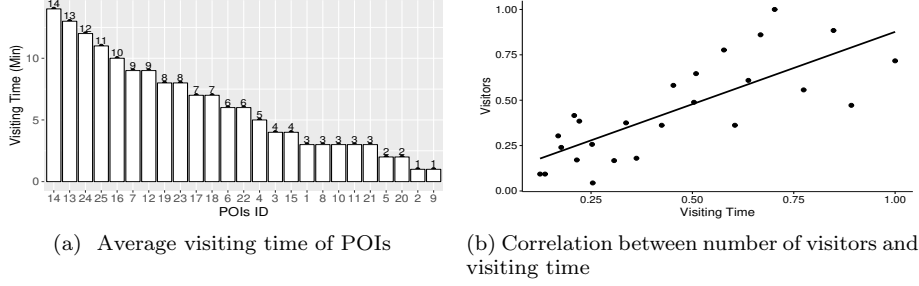 14
13
12
11
10
9 9
8 8
7 7
6 6
5
4 4
3 3 3 3 3
2 2
1 1
10
5
0
Visiting Time (Min)
14 13 24 25 16 7 12 19 23 17 18 6 22 4 3 15 1 8 10 11 21 5 20 2 9
POIs ID
(a) Average visiting time of POIs
1.00
0.75
0.50
0.25
0.00
Visitors
0.25 0.50 0.75 1.00
Visiting Time
(b) Correlation between number of visitors and
visiting time